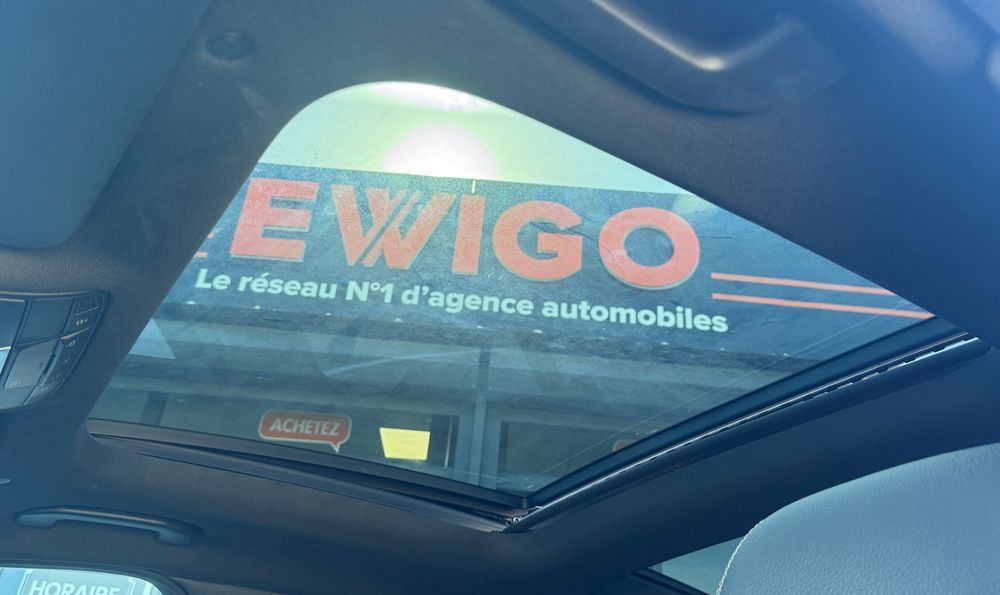 EWIGO
Le réseau N°1 d'agence automobiles
ACHETEZ
HORAIRE